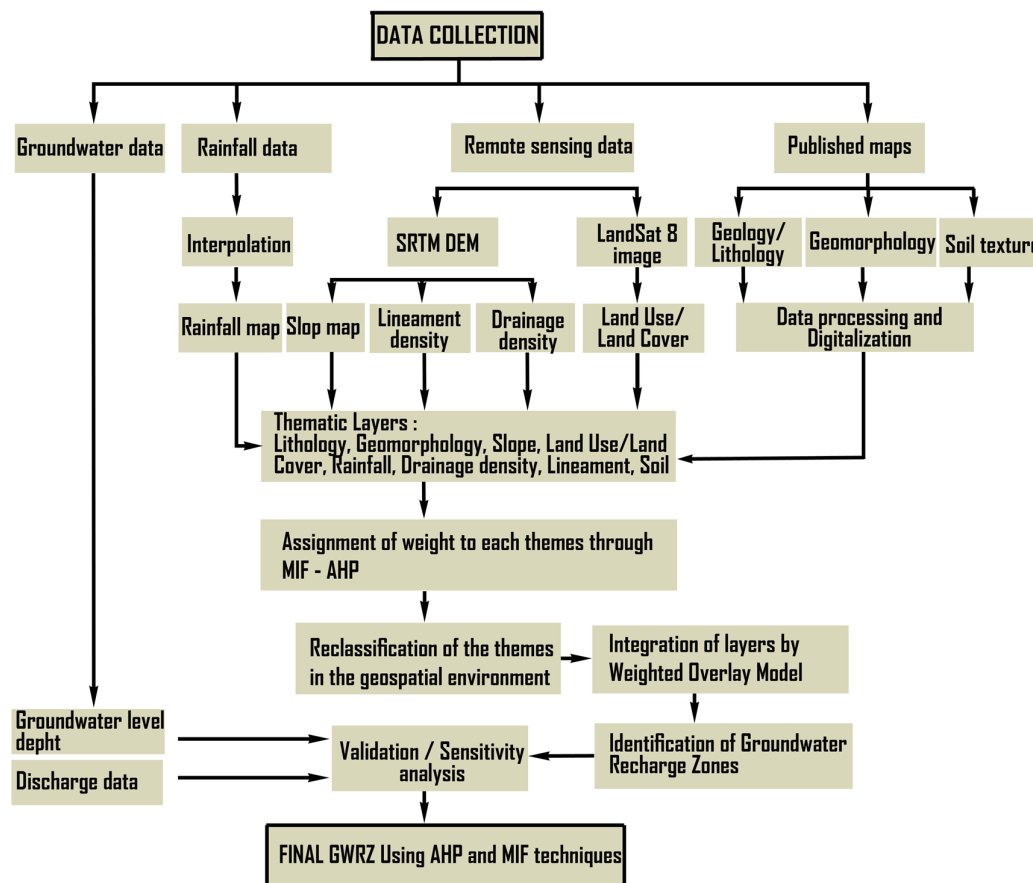 DATA COLLECTION
Groundwater data
Rainfall data
Remote sensing data
Published maps
Interpolation
SRTM DEM
LandSat 8
image
Geology/
Lithology
Geomorphology
Soil texture
Rainfall map
Slop map
Lineament
density
Drainage
density
Land Use/
Land Cover
Data processing and
Digitalization
Thematic Layers :
Lithology, Geomorphology, Slope, Land Use/Land
Cover, Rainfall, Drainage density, Lineament, Soil
Assignment of weight to each themes through
MIF - AHP
Reclassification of the themes
in the geospatial environment
Integration of layers by
Weighted Overlay Model
Groundwater level
depht
Discharge data
Validation / Sensitivity
analysis
Identification of Groundwater
Recharge Zones
FINAL GWRZ Using AHP and MIF techniques